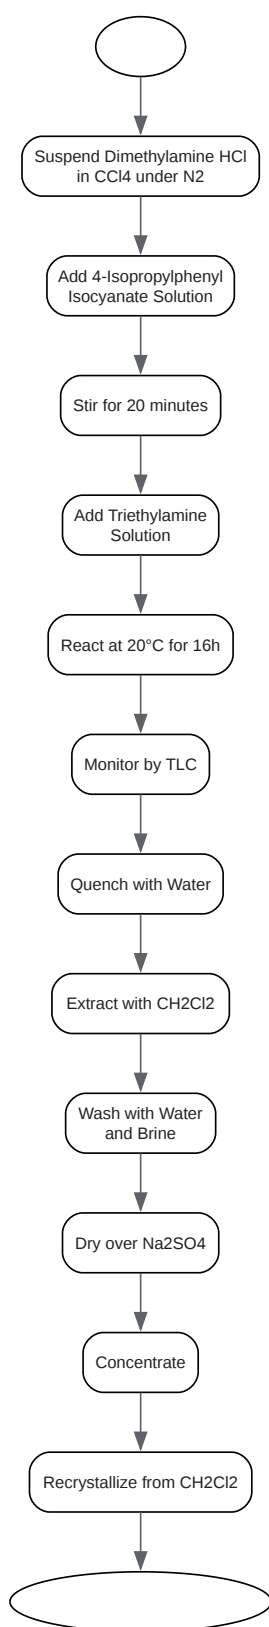 Suspend Dimethylamine HCl
in CCl4 under N2
Add 4-Isopropylphenyl
Isocyanate Solution
Stir for 20 minutes
Add Triethylamine
Solution
React at 20°C for 16h
Monitor by TLC
Quench with Water
Extract with CH2Cl2
Wash with Water
and Brine
Dry over Na2SO4
Concentrate
Recrystallize from CH2Cl2